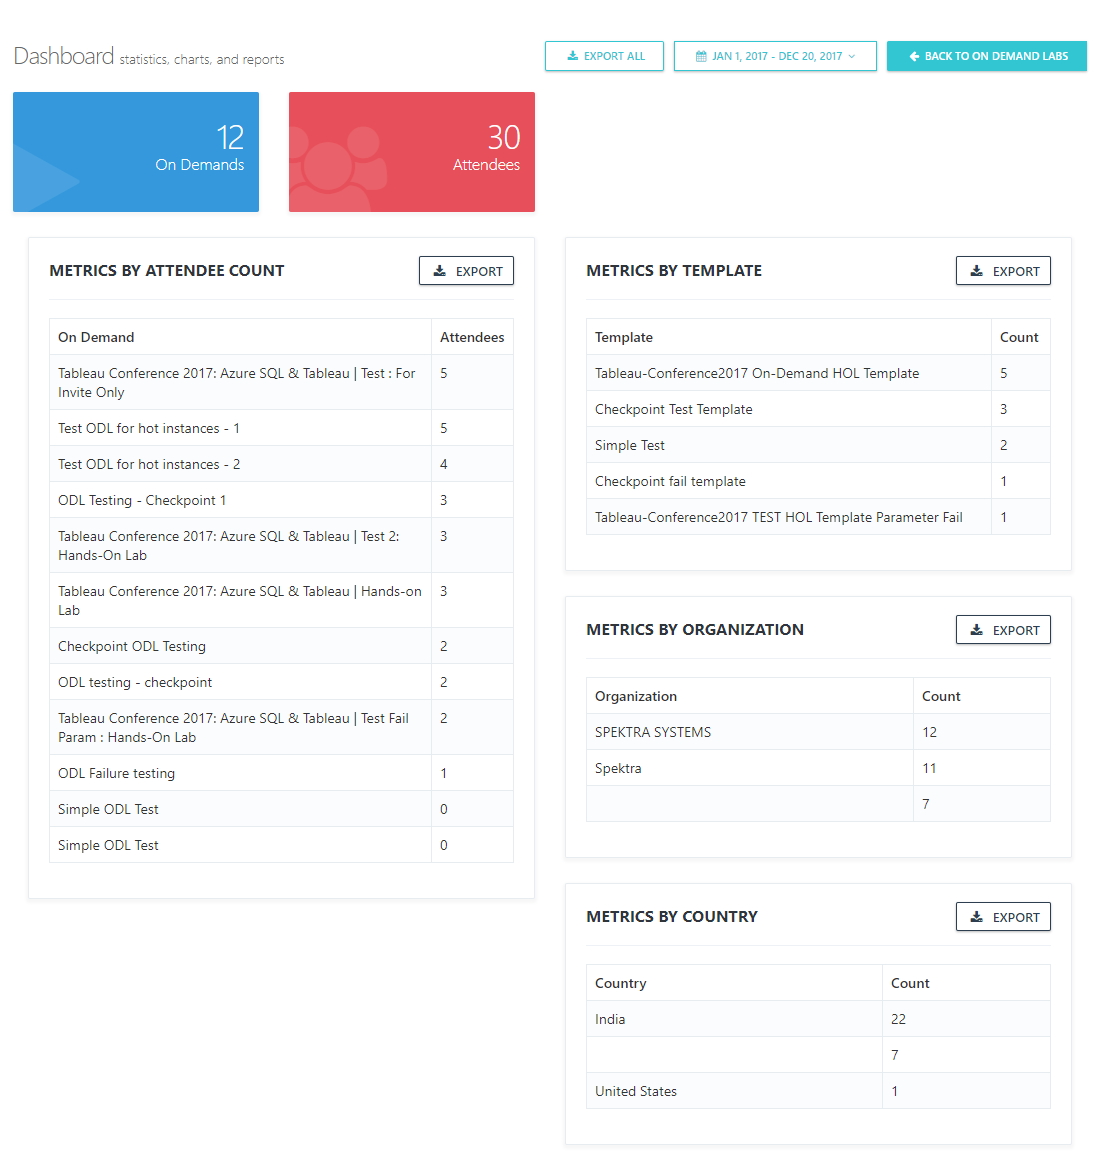 Dashboard statistics, charts, and reports
EXPORT ALL
JAN 1, 2017 - DEC 20, 2017
BACK TO ON DEMAND LABS
12
On Demands
30
Attendees
METRICS BY ATTENDEE COUNT
EXPORT
On Demand Attendees
Tableau Conference 2017: Azure SQL & Tableau | Test : For 5
Invite Only
Test ODL for hot instances - 1 5
Test ODL for hot instances - 2 4
ODL Testing - Checkpoint 1 3
Tableau Conference 2017: Azure SQL & Tableau | Test 2: 3
Hands-On Lab
Tableau Conference 2017: Azure SQL & Tableau | Hands-on 3
Lab
Checkpoint ODL Testing 2
ODL testing - checkpoint 2
Tableau Conference 2017: Azure SQL & Tableau | Test Fail 2
Param : Hands-On Lab
ODL Failure testing 1
Simple ODL Test 0
Simple ODL Test 0
METRICS BY TEMPLATE
EXPORT
Template Count
Tableau-Conference2017 On-Demand HOL Template 5
Checkpoint Test Template 3
Simple Test 2
Checkpoint fail template 1
Tableau-Conference2017 TEST HOL Template Parameter Fail 1
METRICS BY ORGANIZATION
EXPORT
Organization Count
SPEKTRA SYSTEMS 12
Spektra 11
7
METRICS BY COUNTRY
EXPORT
Country Count
India 22
7
United States 1